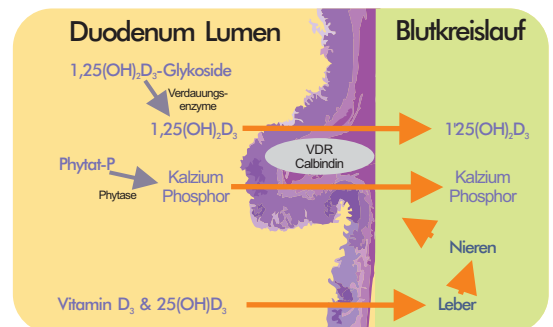 Duodenum Lumen
Blutkreislauf
1,25(OH)₂D₃-Glykoside
Verdauungs-
enzyme
1,25(OH)₂D₃
1'25(OH)₂D₃
VDR
Calbindin
Phytat-P
Phytase
Kalzium
Phosphor
Kalzium
Phosphor
Nieren
Vitamin D₃ & 25(OH)D₃
Leber